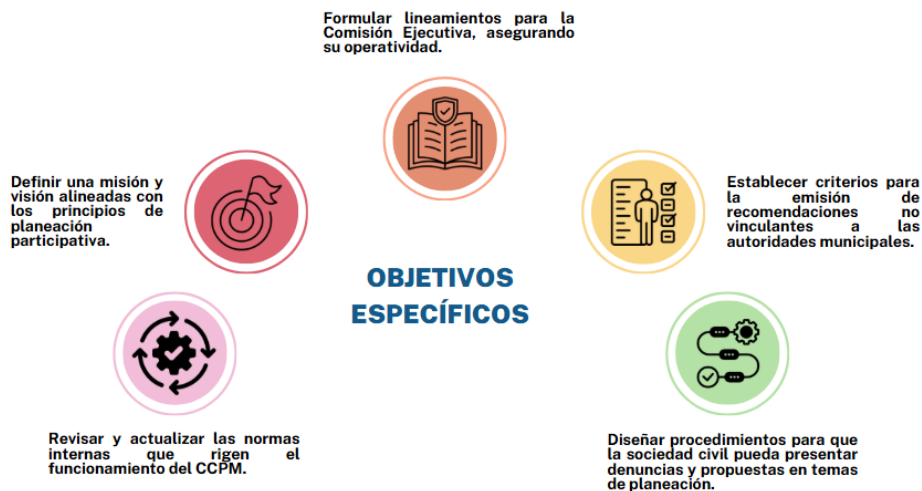 Formular lineamientos para la
Comisión Ejecutiva, asegurando
su operatividad.
Definir una misión y
visión alineadas con
los principios de
planeación
participativa.
Establecer criterios para
la emisión de
recomendaciones no
vinculantes a las
autoridades municipales.
OBJETIVOS
ESPECÍFICOS
Revisar y actualizar las normas
internas que rigen el
funcionamiento del CCPM.
Diseñar procedimientos para que
la sociedad civil pueda presentar
denuncias y propuestas en temas
de planeación.